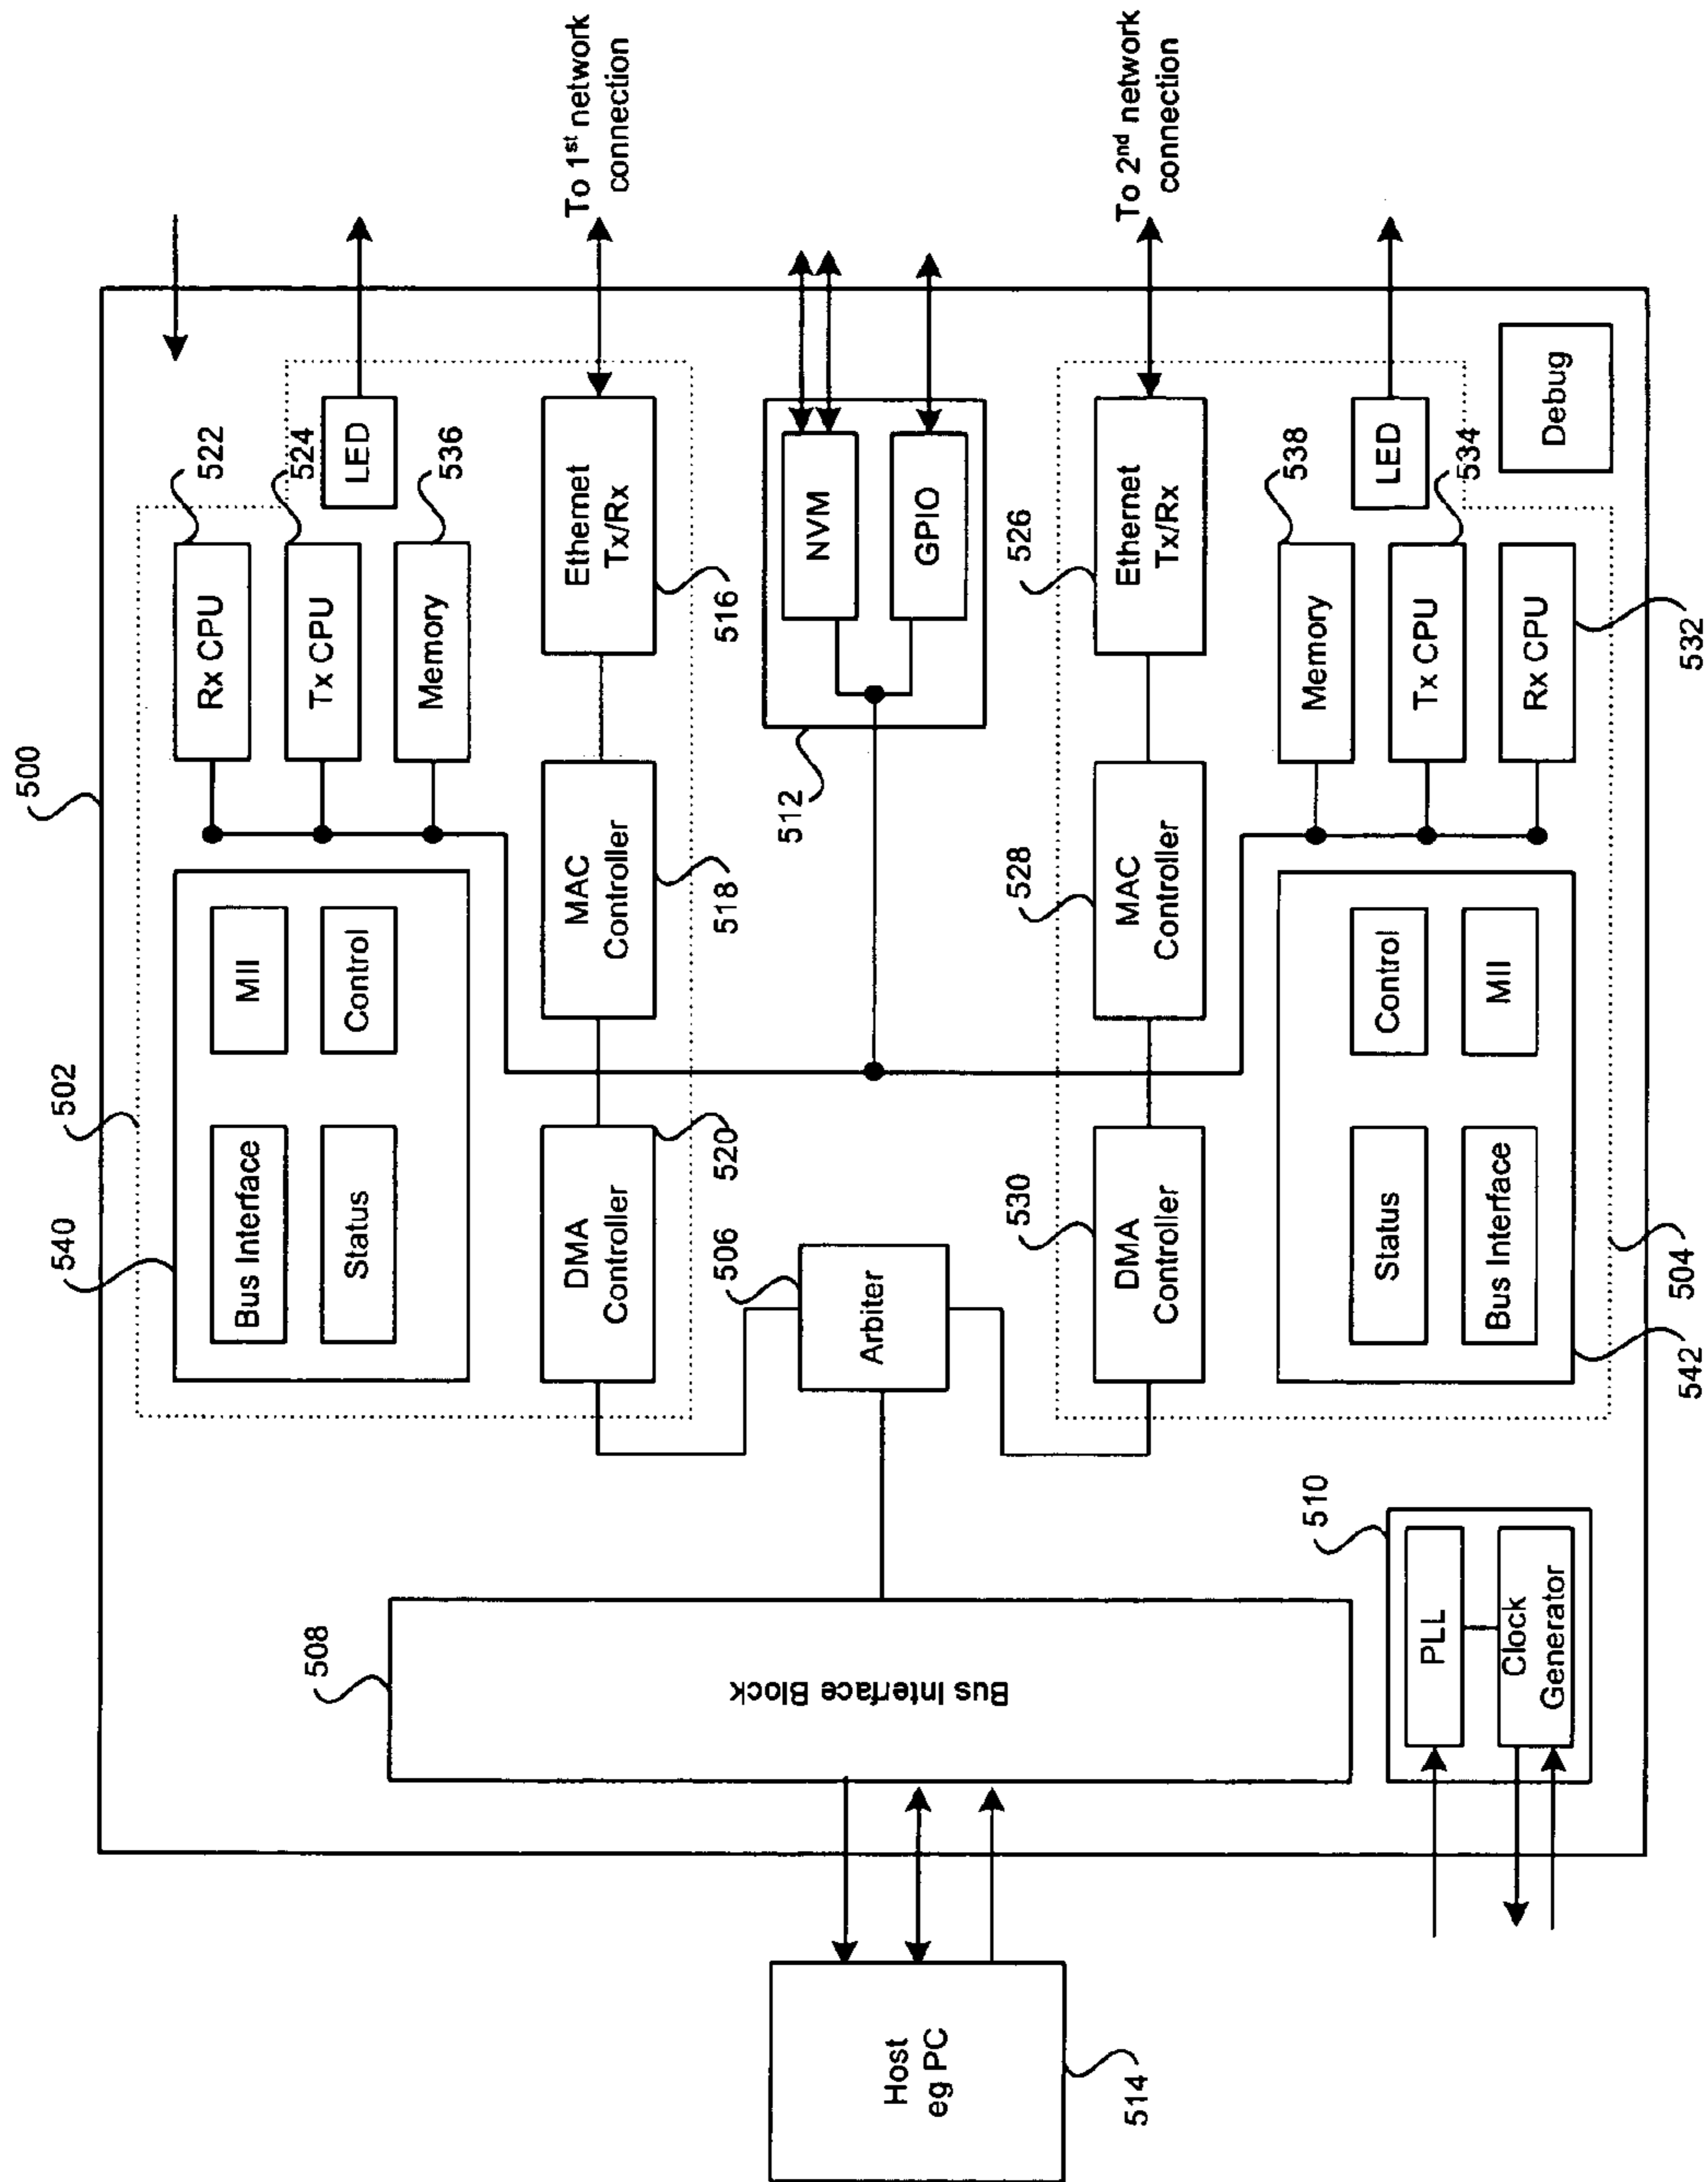 500
502
540
522
524
536
Bus Interface
MII
Rx CPU
Status
Control
Tx CPU
LED
Memory
DMA
Controller
MAC
Controller
Ethernet
Tx/Rx
To 1st network
connection
520
518
516
508
506
512
Bus Interface Block
Arbiter
NVM
GPIO
Host
eg PC
514
530
528
526
DMA
Controller
MAC
Controller
Ethernet
Tx/Rx
To 2nd network
connection
538
534
Memory
Status
Control
Tx CPU
LED
Bus Interface
MII
Rx CPU
Debug
510
PLL
Clock
Generator
542
504
532